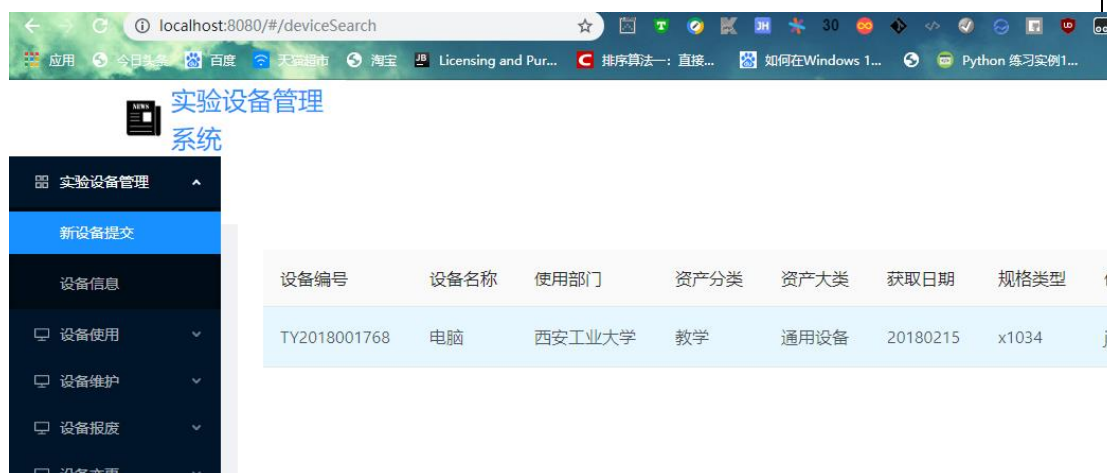 localhost:8080/#/deviceSearch
30
应用 今日头条 百度 天猫超市 淘宝 Licensing and Pur... 排序算法一: 直接... 如何在Windows 1... Python 练习实例1...
NEWS
实验设备管理
系统
实验设备管理
新设备提交
设备信息
设备使用
设备维护
设备报废
设备变更
设备编号 设备名称 使用部门 资产分类 资产大类 获取日期 规格类型
TY2018001768 电脑 西安工业大学 教学 通用设备 20180215 x1034